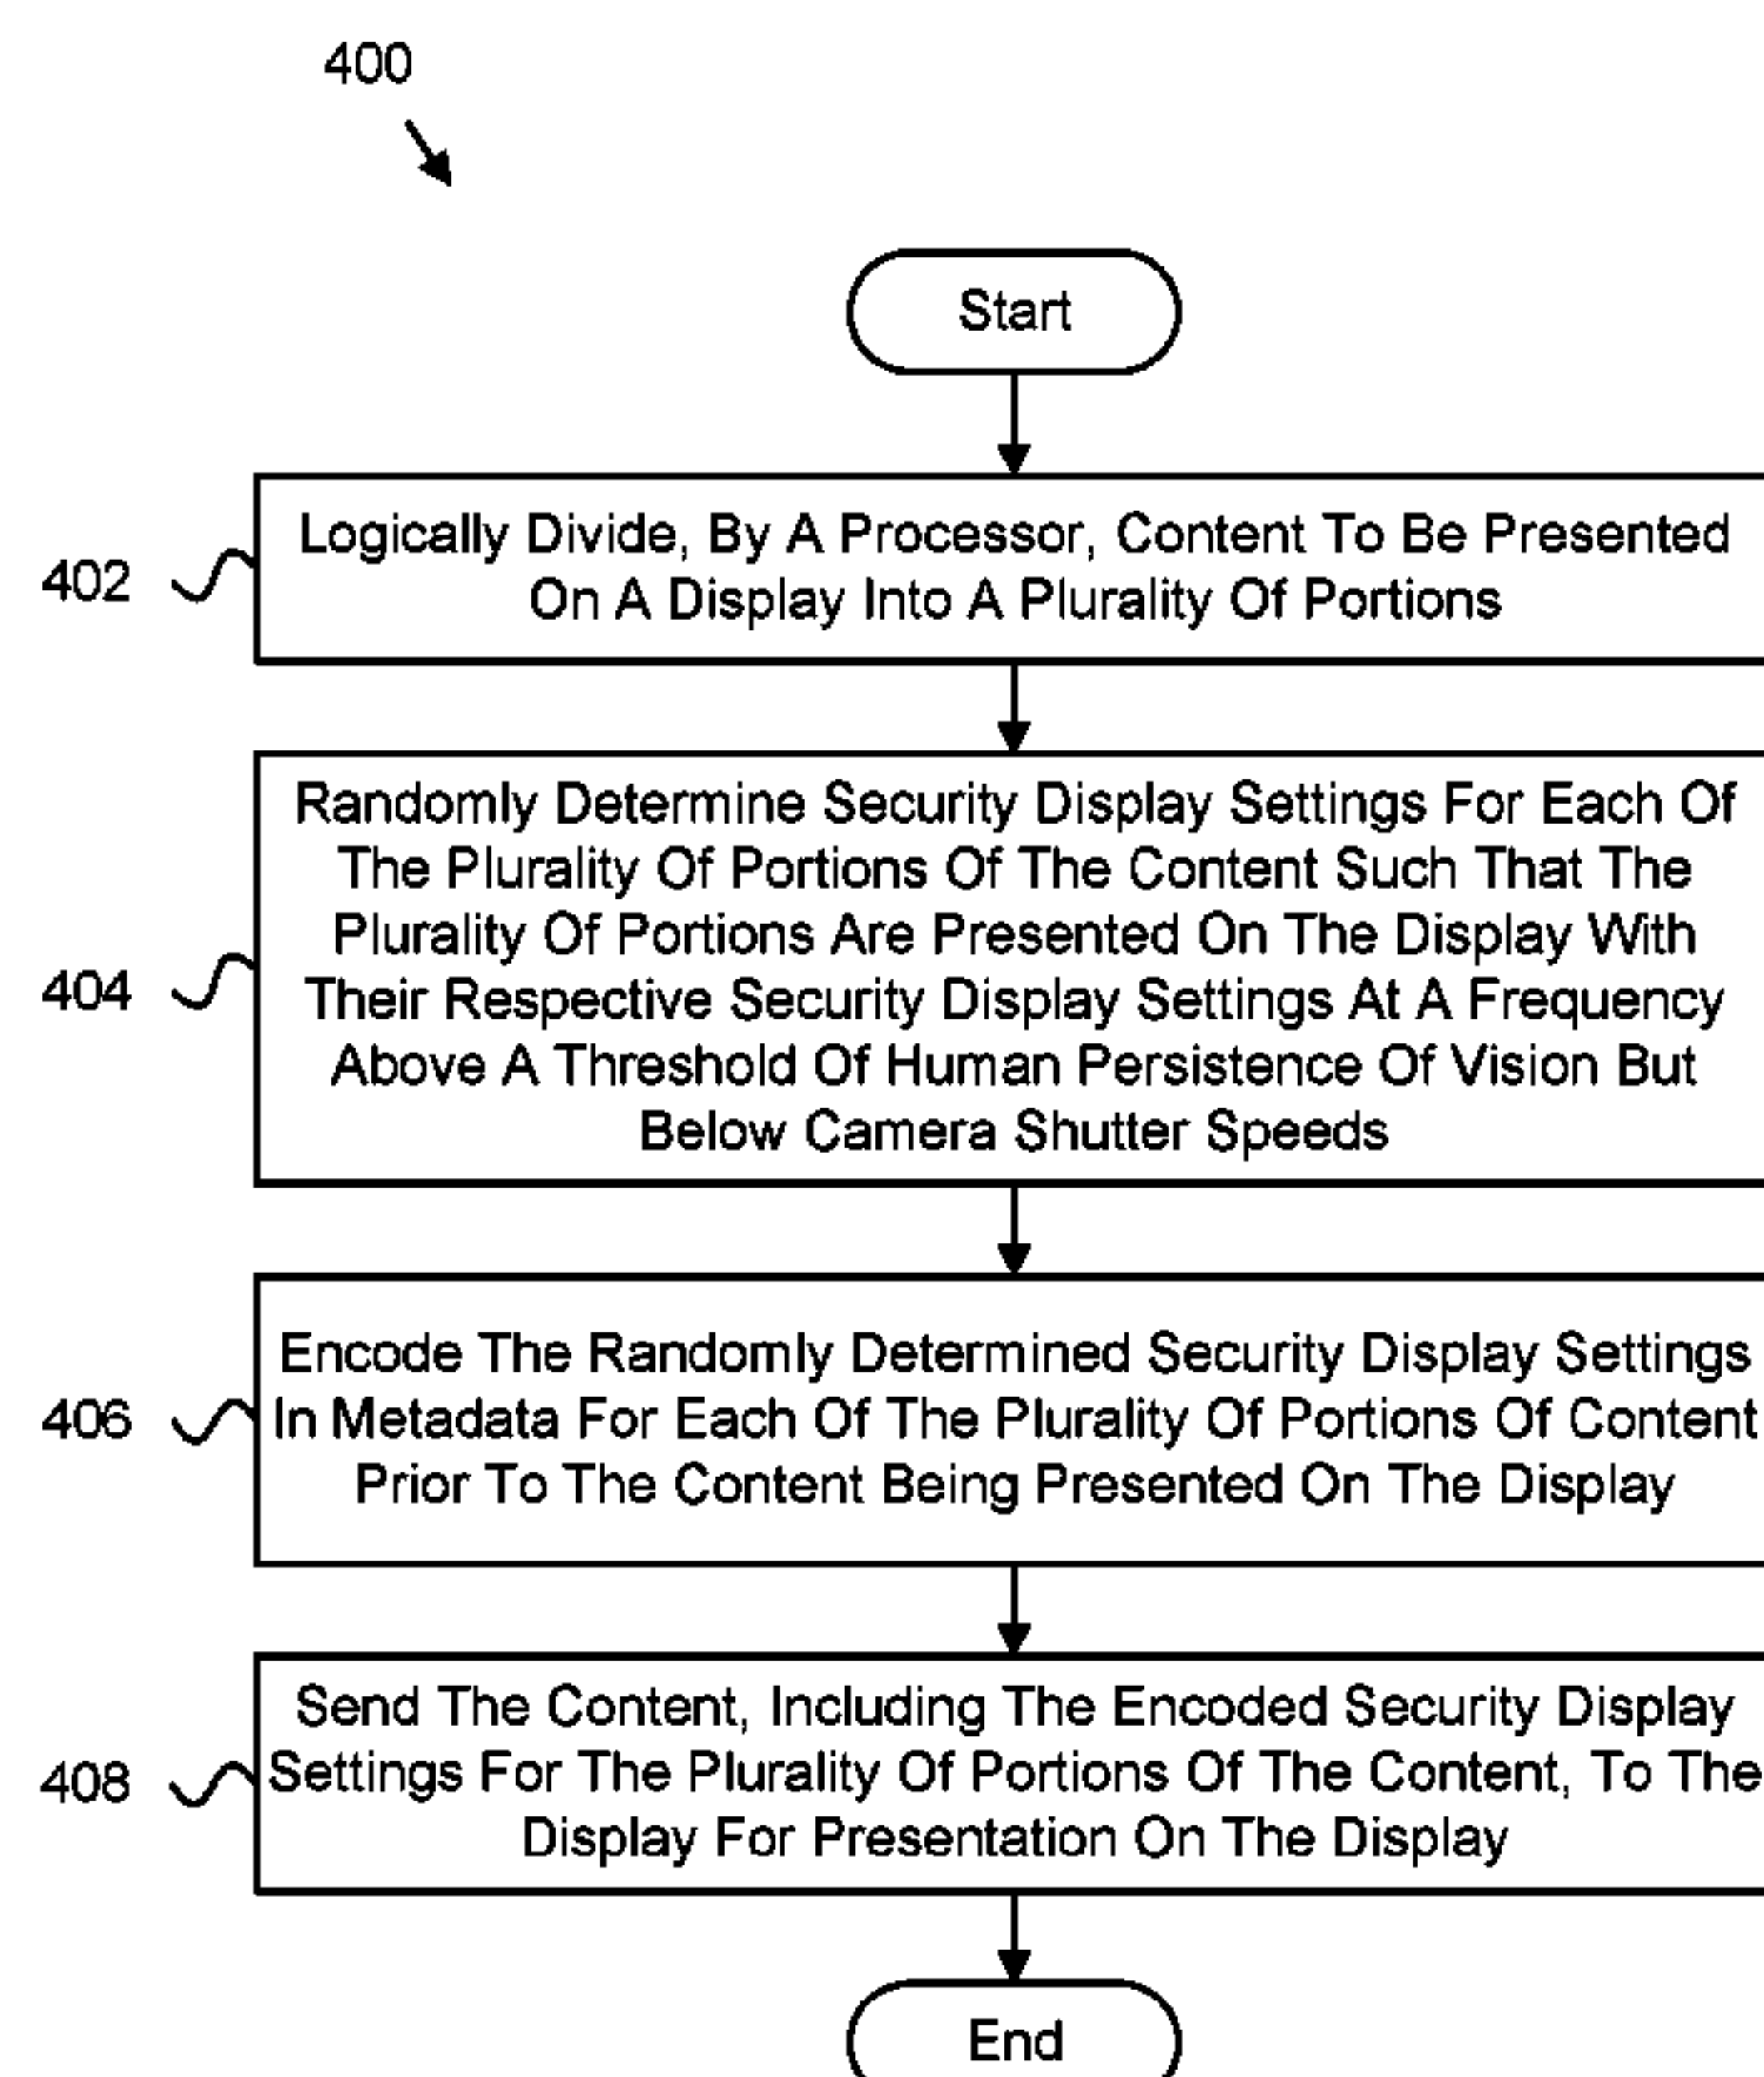 400
Start
402
Logically Divide, By A Processor, Content To Be Presented
On A Display Into A Plurality Of Portions
404
Randomly Determine Security Display Settings For Each Of
The Plurality Of Portions Of The Content Such That The
Plurality Of Portions Are Presented On The Display With
Their Respective Security Display Settings At A Frequency
Above A Threshold Of Human Persistence Of Vision But
Below Camera Shutter Speeds
406
Encode The Randomly Determined Security Display Settings
In Metadata For Each Of The Plurality Of Portions Of Content
Prior To The Content Being Presented On The Display
408
Send The Content, Including The Encoded Security Display
Settings For The Plurality Of Portions Of The Content, To The
Display For Presentation On The Display
End